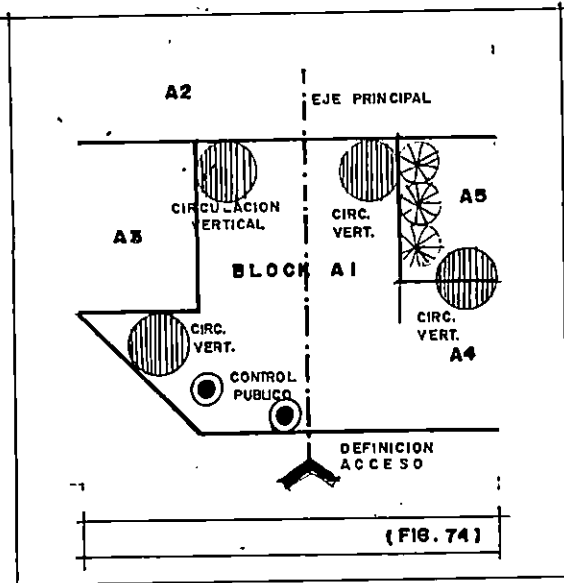 A2
EJE PRINCIPAL
CIRCULACION
VERTICAL
CIRC.
VERT.
A5
A3
BLOCK A1
CIRC.
VERT.
CIRC.
VERT.
A4
CONTROL
PUBLICO
DEFINICION
ACCESO
(FIG. 74)